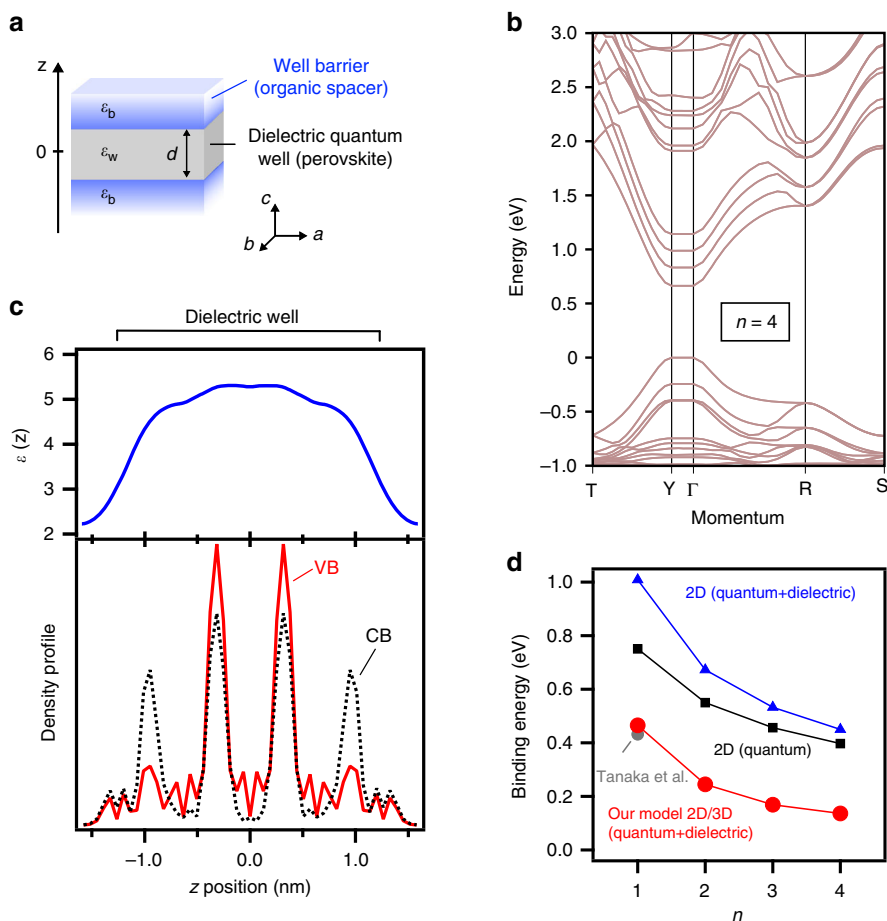 a
z
0
εb
εw
εb
d
Well barrier
(organic spacer)
Dielectric quantum
well (perovskite)
c
b
a
b
3.0
2.5
2.0
1.5
1.0
0.5
0
−0.5
−1.0
Energy (eV)
n = 4
T
Y
Γ
R
S
Momentum
c
Dielectric well
6
5
4
3
2
ε (z)
VB
CB
Density profile
−1.0
0.0
1.0
z position (nm)
d
1.0
0.8
0.6
0.4
0.2
0.0
Binding energy (eV)
2D (quantum+dielectric)
2D (quantum)
Tanaka et al.
Our model 2D/3D
(quantum+dielectric)
1
2
3
4
n